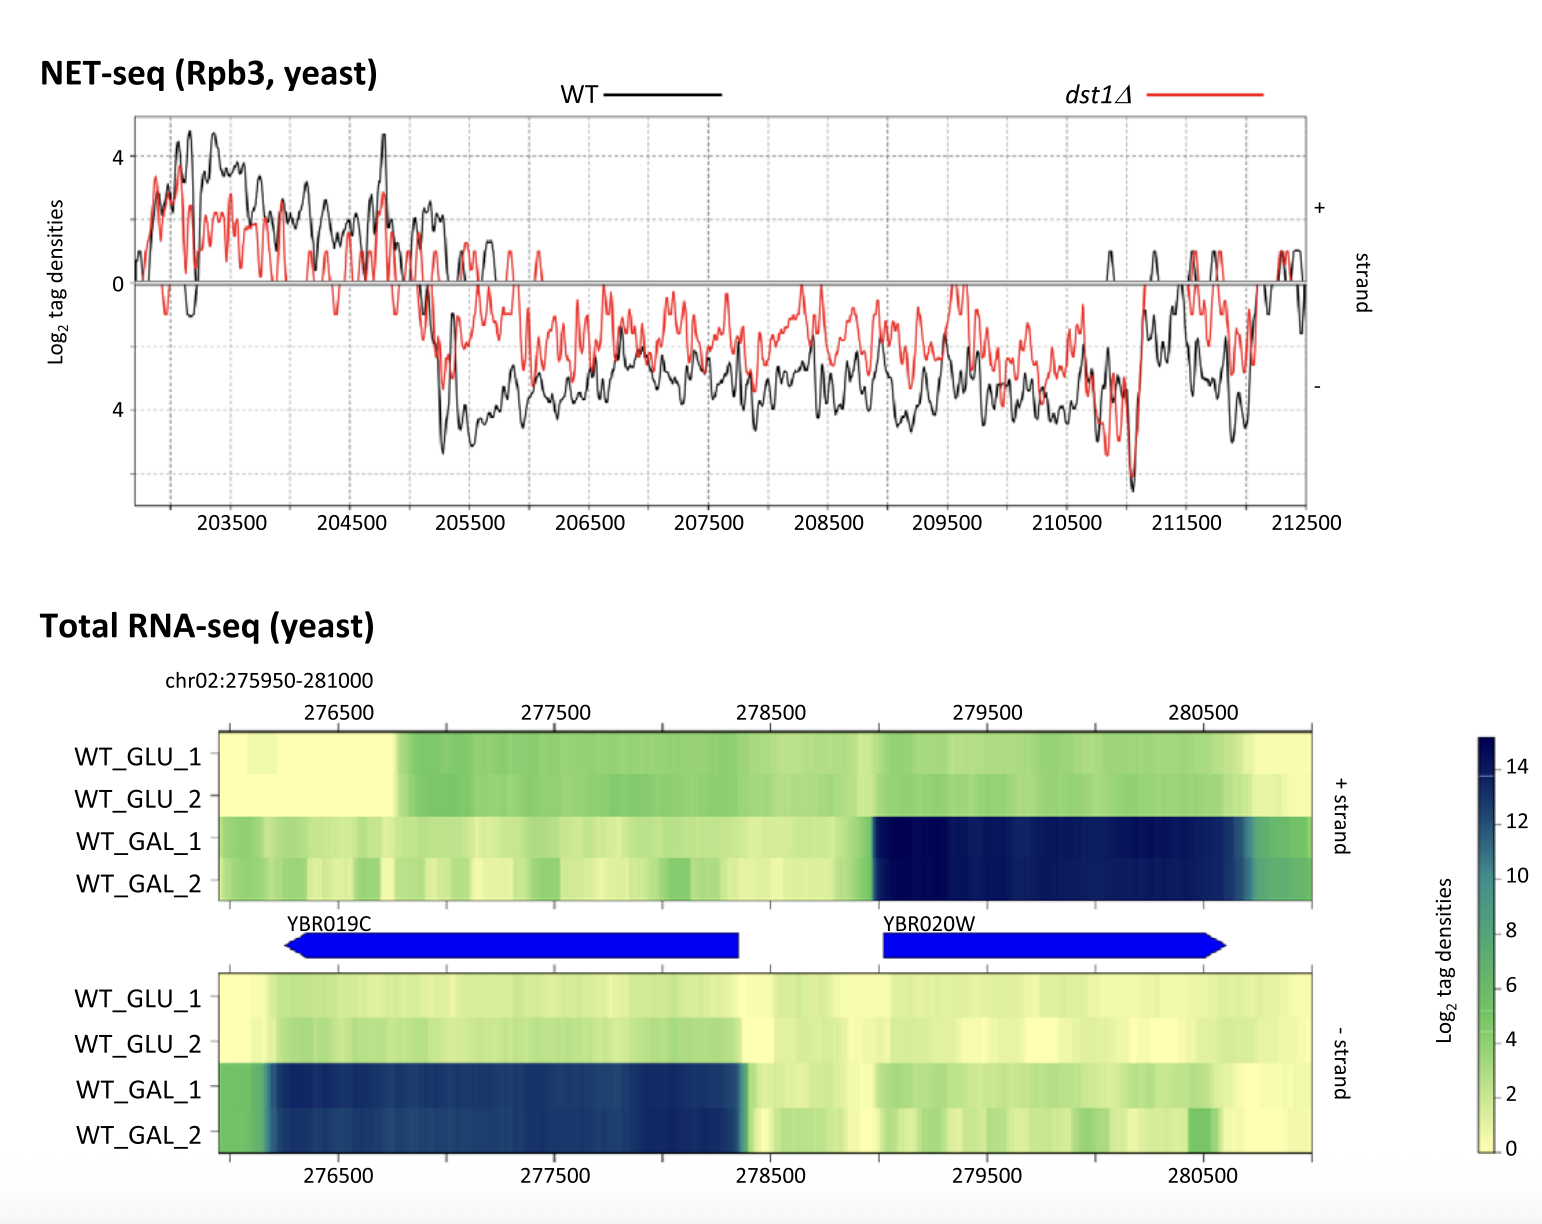 NET-seq (Rpb3, yeast)
WT
dst1Δ
Log2 tag densities
4
0
4
+
-
strand
203500 204500 205500 206500 207500 208500 209500 210500 211500 212500
Total RNA-seq (yeast)
chr02:275950-281000
276500 277500 278500 279500 280500
WT_GLU_1
WT_GLU_2
WT_GAL_1
WT_GAL_2
+ strand
YBR019C YBR020W
WT_GLU_1
WT_GLU_2
WT_GAL_1
WT_GAL_2
- strand
276500 277500 278500 279500 280500
Log2 tag densities
14
12
10
8
6
4
2
0